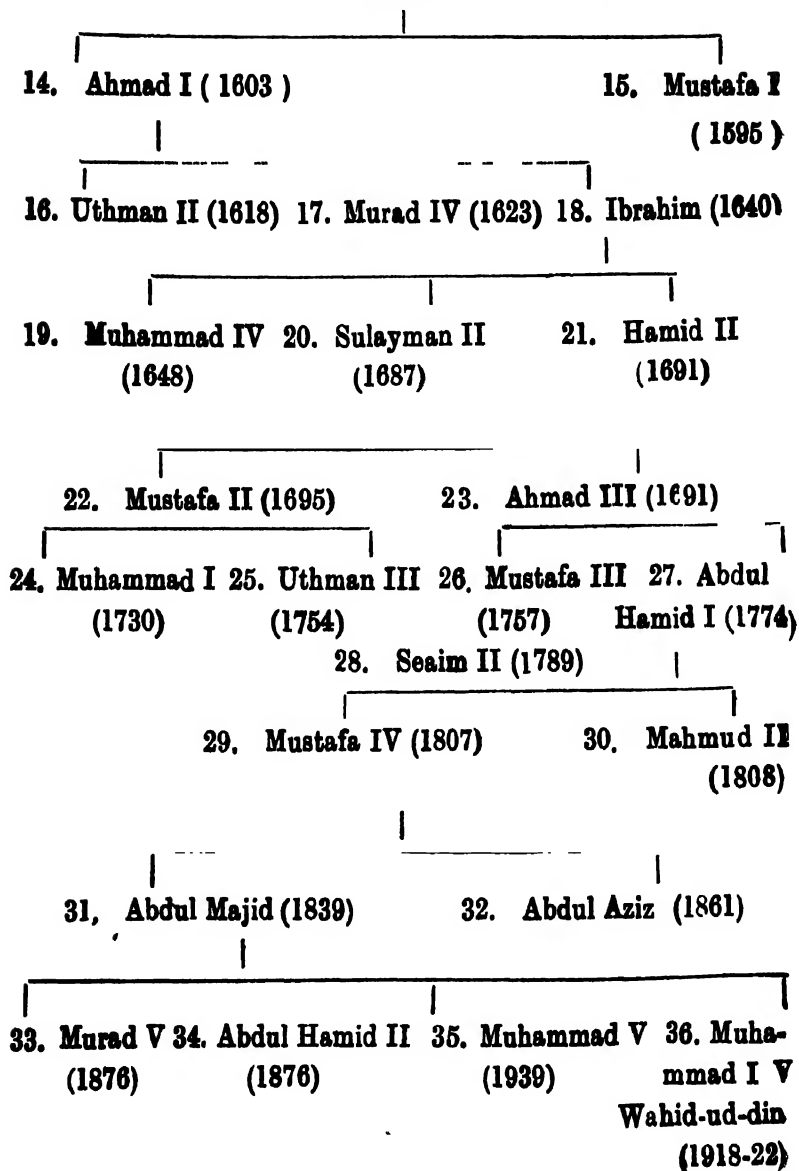 14. Ahmad I ( 1603 ) 15. Mustafa I
( 1595 )
16. Uthman II (1618) 17. Murad IV (1623) 18. Ibrahim (1640)
19. Muhammad IV 20. Sulayman II 21. Hamid II
(1648) (1687) (1691)
22. Mustafa II (1695) 23. Ahmad III (1691)
24. Muhammad I 25. Uthman III 26. Mustafa III 27. Abdul
(1730) (1754) (1757) Hamid I (1774)
28. Seaim II (1789)
29. Mustafa IV (1807) 30. Mahmud II
(1808)
31, Abdul Majid (1839) 32. Abdul Aziz (1861)
33. Murad V 34. Abdul Hamid II 35. Muhammad V 36. Muha-
(1876) (1876) (1939) mmad I V
Wahid-ud-din
(1918-22)